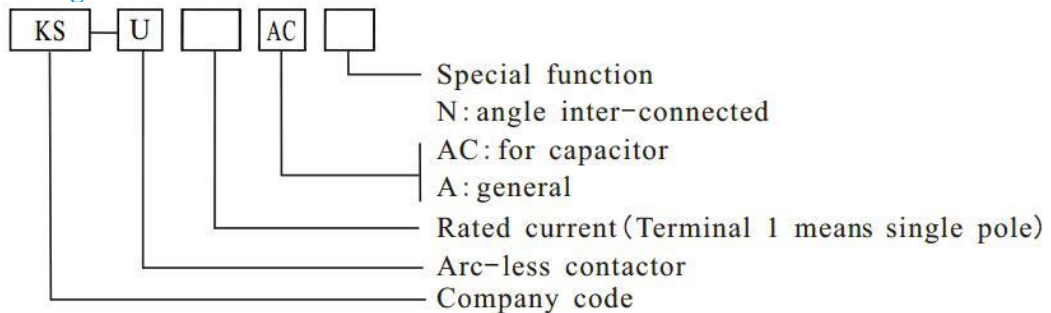 KS U AC
Special function
N:angle inter-connected
AC:for capacitor
A:general
Rated current(Terminal 1 means single pole)
Arc-less contactor
Company code